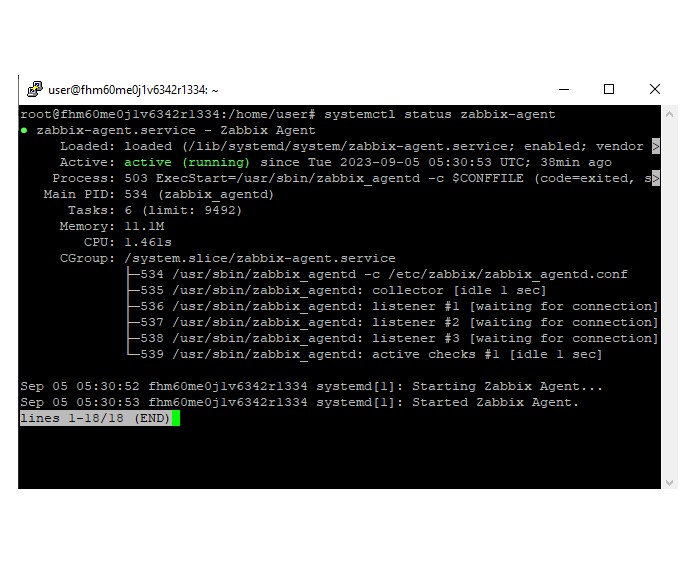 user@fhm60me0j1v6342r1334: ~
root@fhm60me0j1v6342r1334:/home/user# systemctl status zabbix-agent
● zabbix-agent.service - Zabbix Agent
Loaded: loaded (/lib/systemd/system/zabbix-agent.service; enabled; vendor >
Active: active (running) since Tue 2023-09-05 05:30:53 UTC; 38min ago
Process: 503 ExecStart=/usr/sbin/zabbix_agentd -c $CONFFILE (code=exited, s>
Main PID: 534 (zabbix_agentd)
Tasks: 6 (limit: 9492)
Memory: 11.1M
CPU: 1.461s
CGroup: /system.slice/zabbix-agent.service
├─534 /usr/sbin/zabbix_agentd -c /etc/zabbix/zabbix_agentd.conf
├─535 /usr/sbin/zabbix_agentd: collector [idle 1 sec]
├─536 /usr/sbin/zabbix_agentd: listener #1 [waiting for connection]
├─537 /usr/sbin/zabbix_agentd: listener #2 [waiting for connection]
├─538 /usr/sbin/zabbix_agentd: listener #3 [waiting for connection]
└─539 /usr/sbin/zabbix_agentd: active checks #1 [idle 1 sec]
Sep 05 05:30:52 fhm60me0j1v6342r1334 systemd[1]: Starting Zabbix Agent...
Sep 05 05:30:53 fhm60me0j1v6342r1334 systemd[1]: Started Zabbix Agent.
lines 1-18/18 (END)